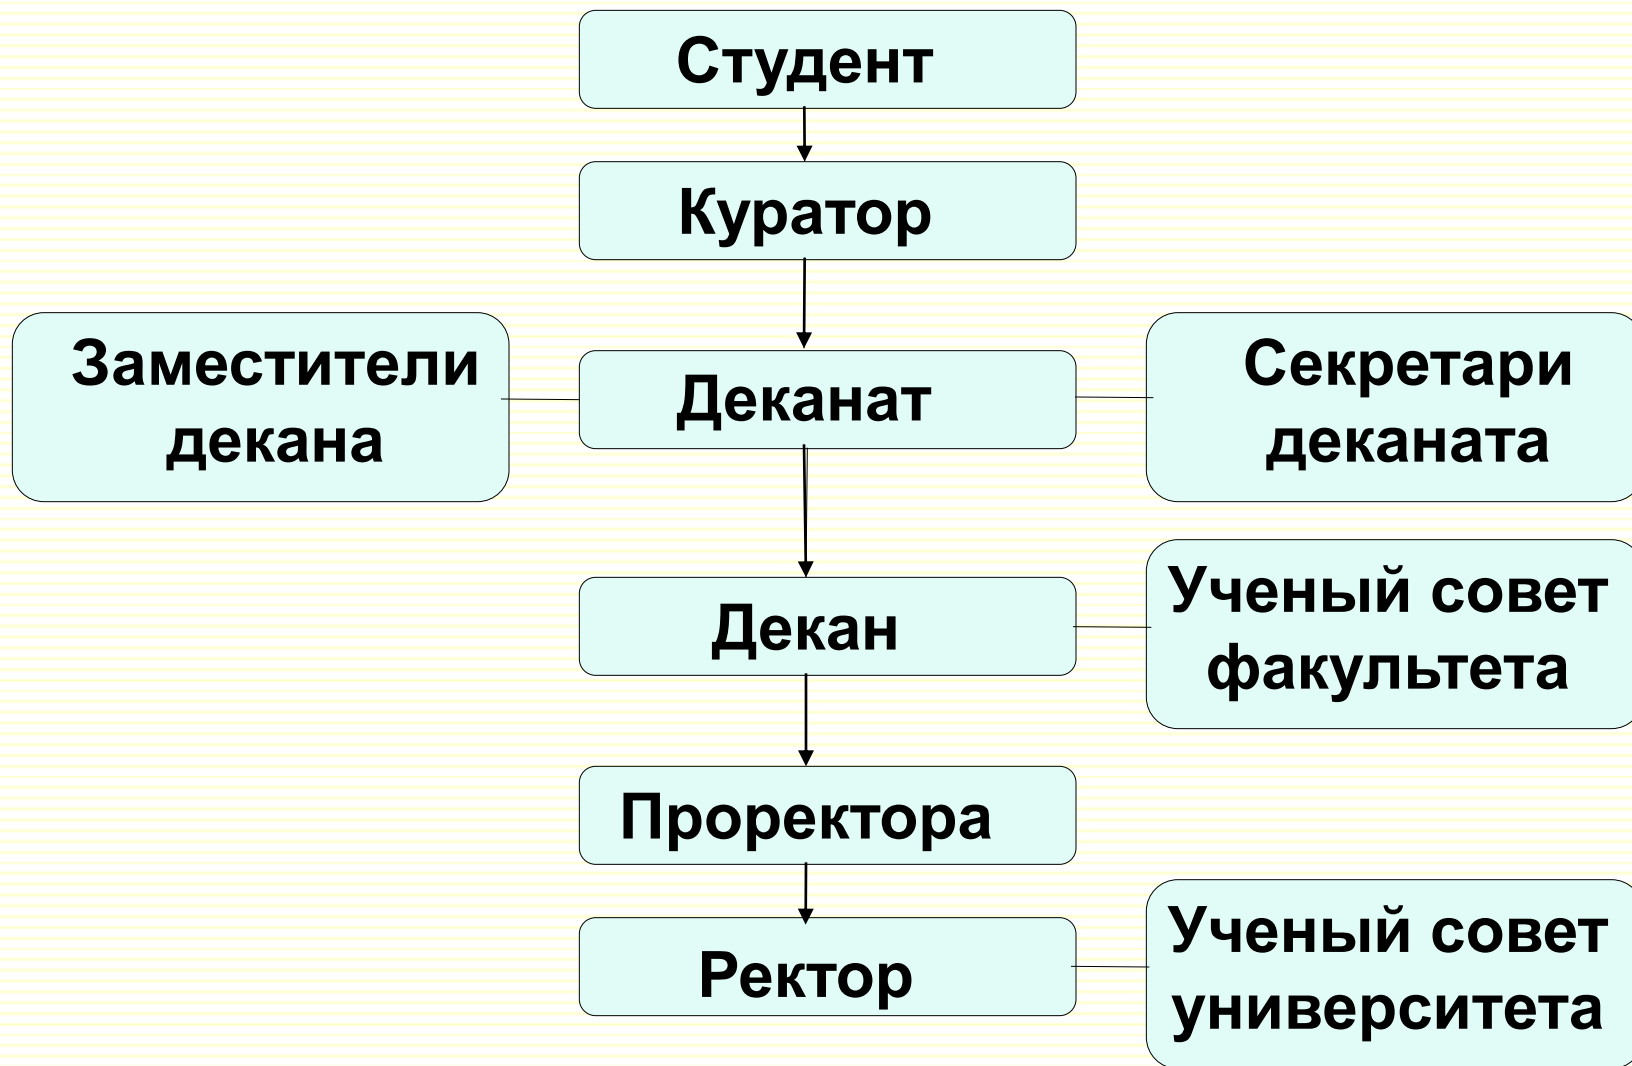 Студент
Куратор
Заместители
декана
Деканат
Секретари
деканата
Декан
Ученый совет
факультета
Проректора
Ректор
Ученый совет
университета